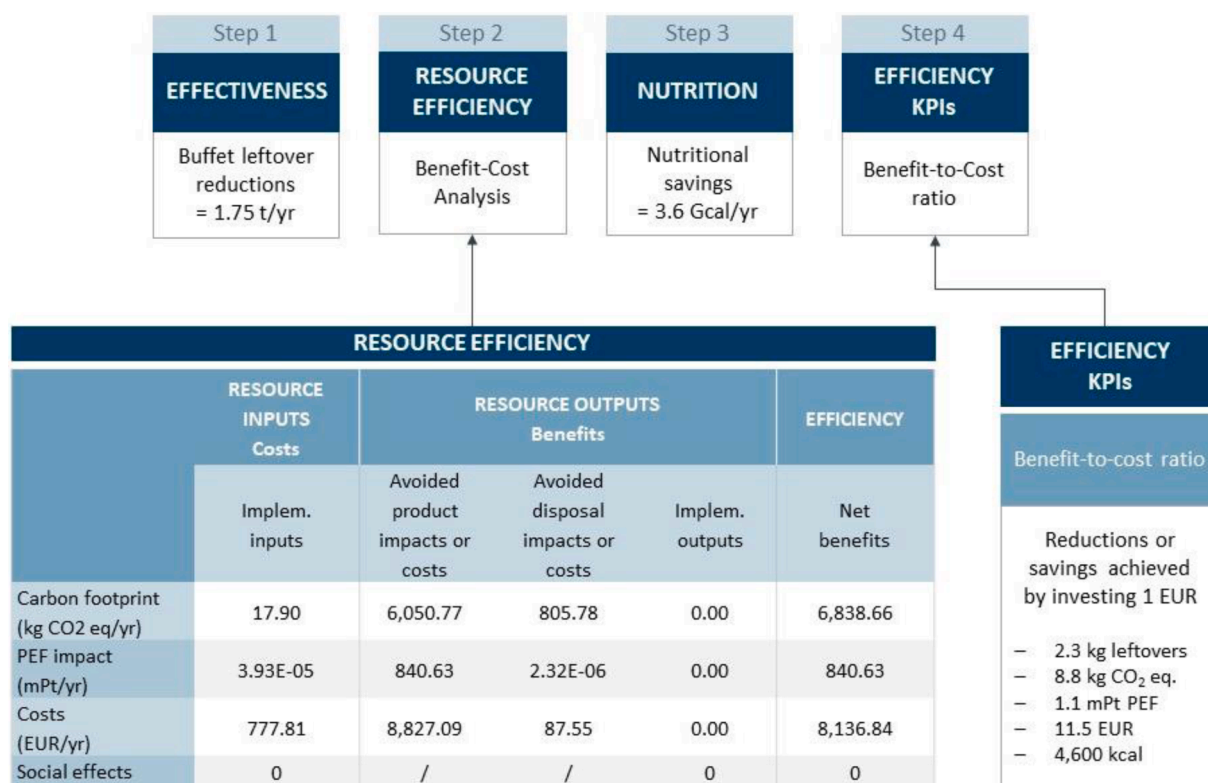 Step 1
EFFECTIVENESS
Buffet leftover
reductions
= 1.75 t/yr
Step 2
RESOURCE
EFFICIENCY
Benefit-Cost
Analysis
Step 3
NUTRITION
Nutritional
savings
= 3.6 Gcal/yr
Step 4
EFFICIENCY
KPIs
Benefit-to-Cost
ratio
RESOURCE EFFICIENCY
RESOURCE
INPUTS
Costs
RESOURCE OUTPUTS
Benefits
EFFICIENCY
Implem.
inputs
Avoided
product
impacts or
costs
Avoided
disposal
impacts or
costs
Implem.
outputs
Net
benefits
Carbon footprint
(kg CO2 eq/yr)
17.90 6,050.77 805.78 0.00 6,838.66
PEF impact
(mPt/yr)
3.93E-05 840.63 2.32E-06 0.00 840.63
Costs
(EUR/yr)
777.81 8,827.09 87.55 0.00 8,136.84
Social effects 0 / / 0 0
EFFICIENCY
KPIs
Benefit-to-cost ratio
Reductions or
savings achieved
by investing 1 EUR
– 2.3 kg leftovers
– 8.8 kg CO₂ eq.
– 1.1 mPt PEF
– 11.5 EUR
– 4,600 kcal